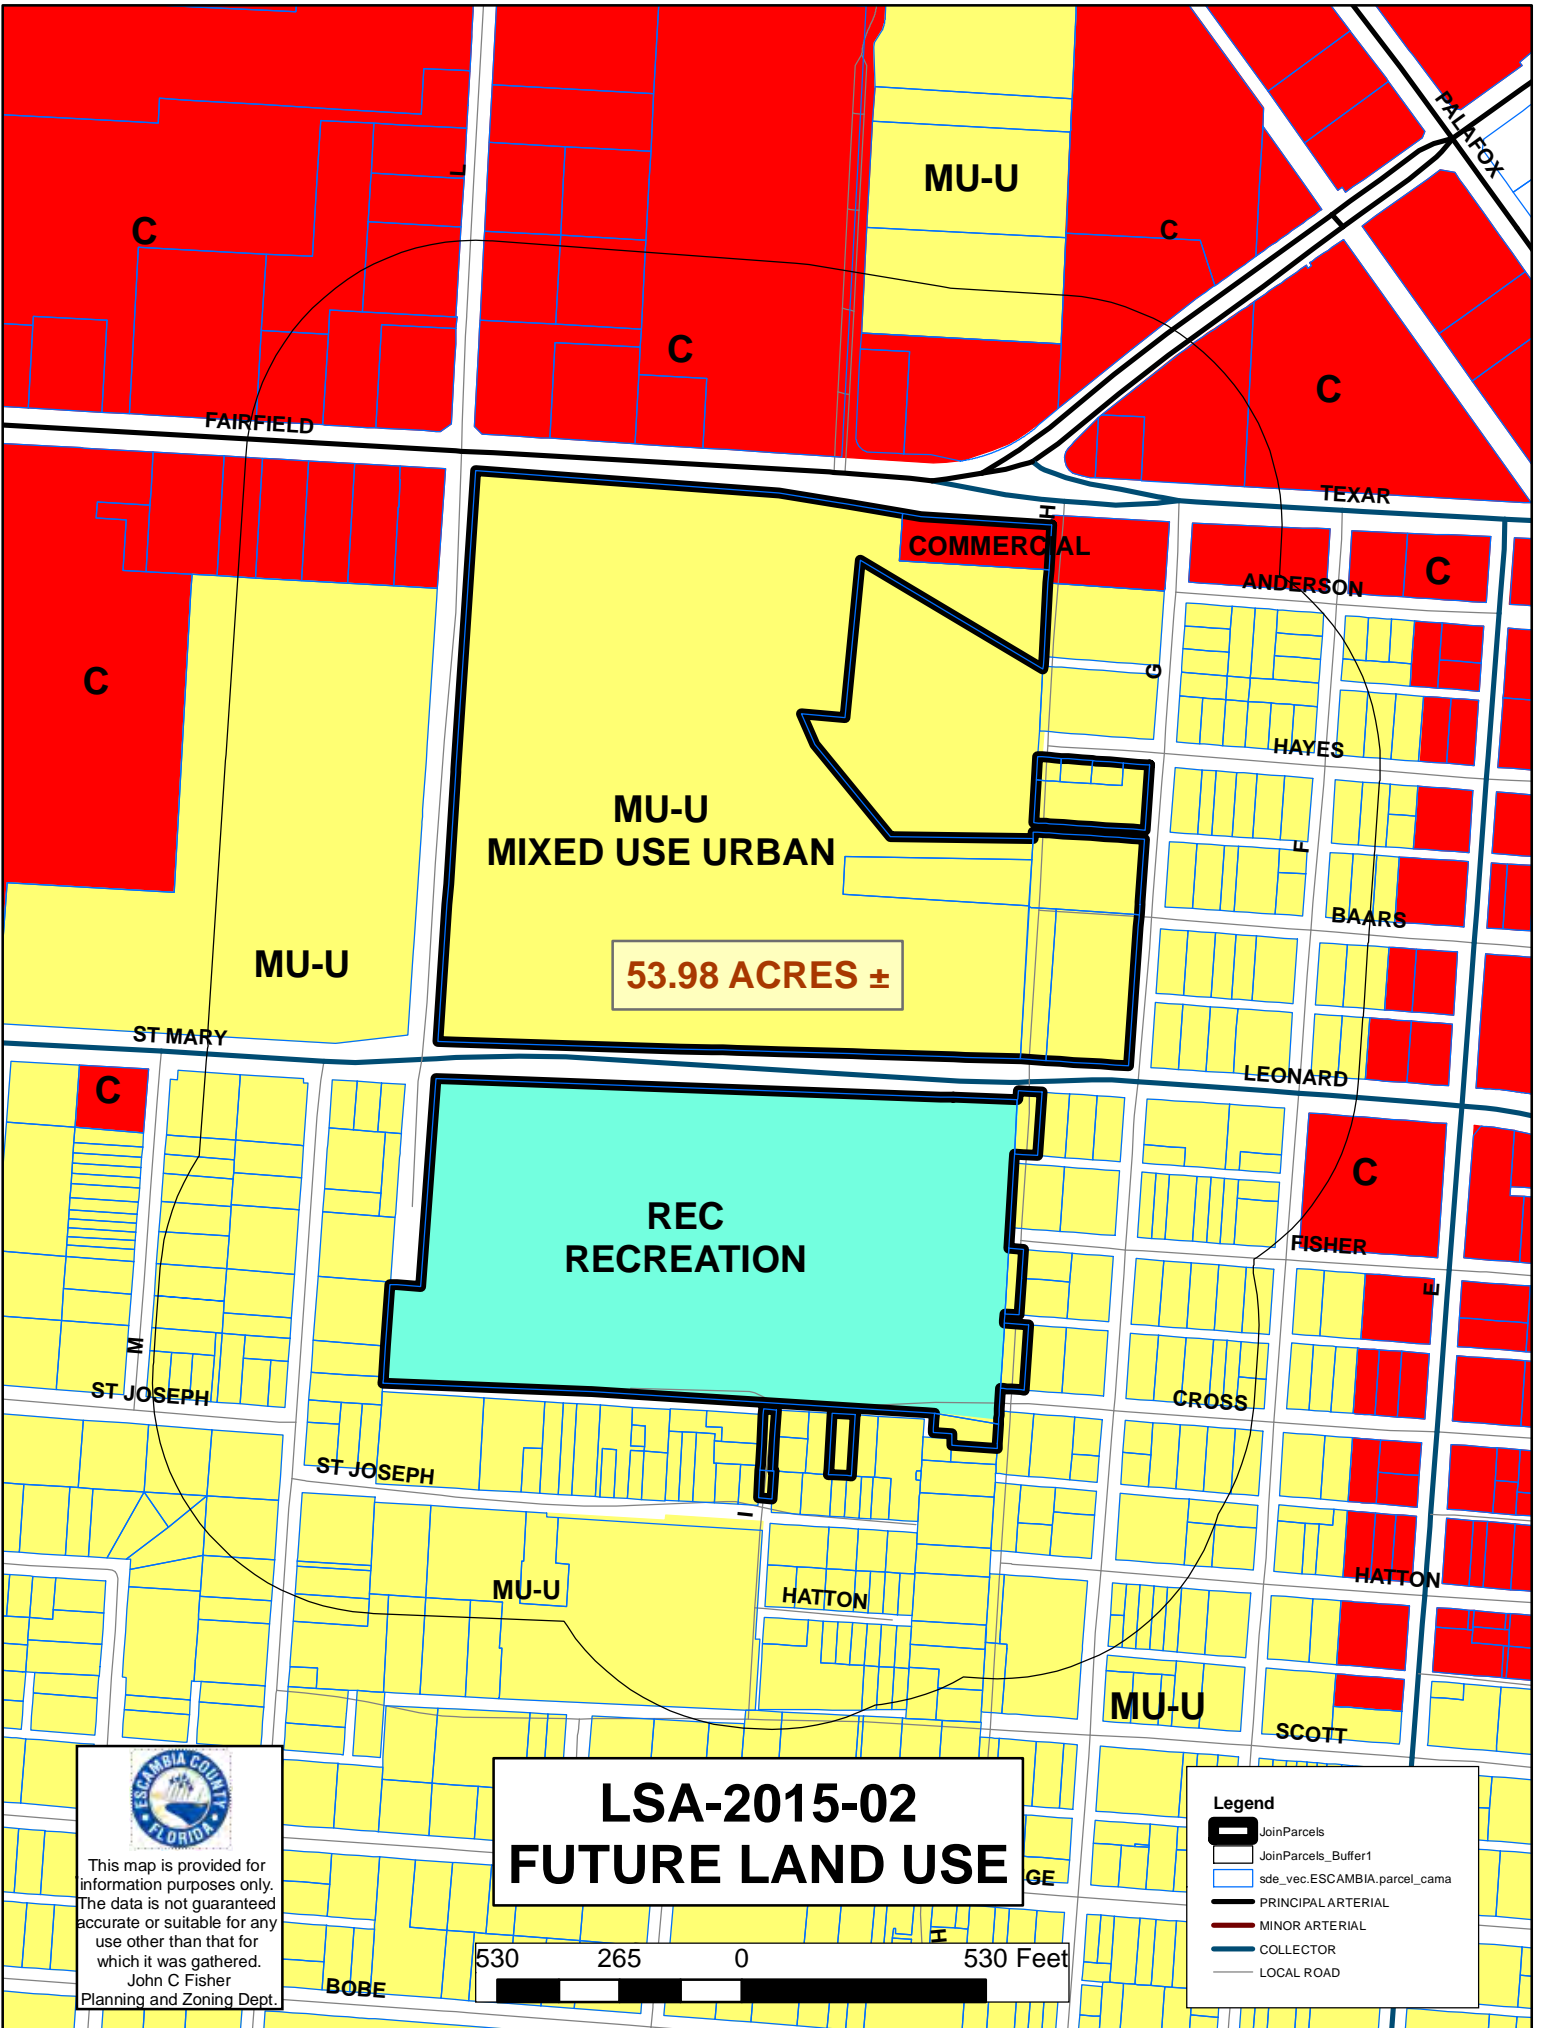 PALAFOX
L
MU-U
C
C
C
C
FAIRFIELD
TEXAR
H
COMMERCIAL
C
ANDERSON
C
G
HAYES
MU-U
MIXED USE URBAN
F
BAARS
MU-U
53.98 ACRES ±
ST MARY
LEONARD
C
C
REC
RECREATION
FISHER
E
M
ST JOSEPH
CROSS
ST JOSEPH
I
MU-U
HATTON
HATTON
MU-U
SCOTT
ESCAMBIA COUNTY
FLORIDA
This map is provided for
information purposes only.
The data is not guaranteed
accurate or suitable for any
use other than that for
which it was gathered.
John C Fisher
Planning and Zoning Dept.
LSA-2015-02
FUTURE LAND USE
GE
H
530 265 0 530 Feet
BOBE
Legend
JoinParcels
JoinParcels_Buffer1
sde_vec.ESCAMBIA.parcel_cama
PRINCIPAL ARTERIAL
MINOR ARTERIAL
COLLECTOR
LOCAL ROAD